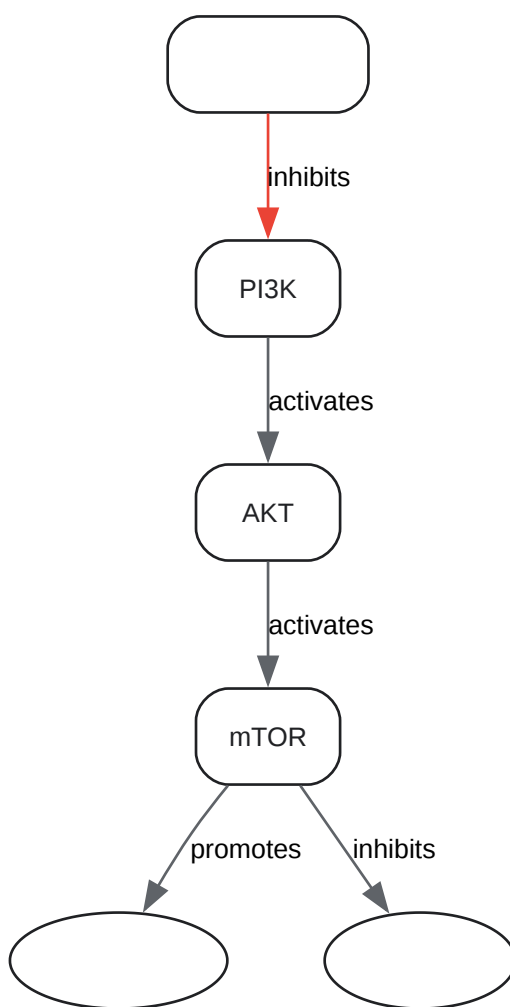 inhibits
PI3K
activates
AKT
activates
mTOR
promotes
inhibits